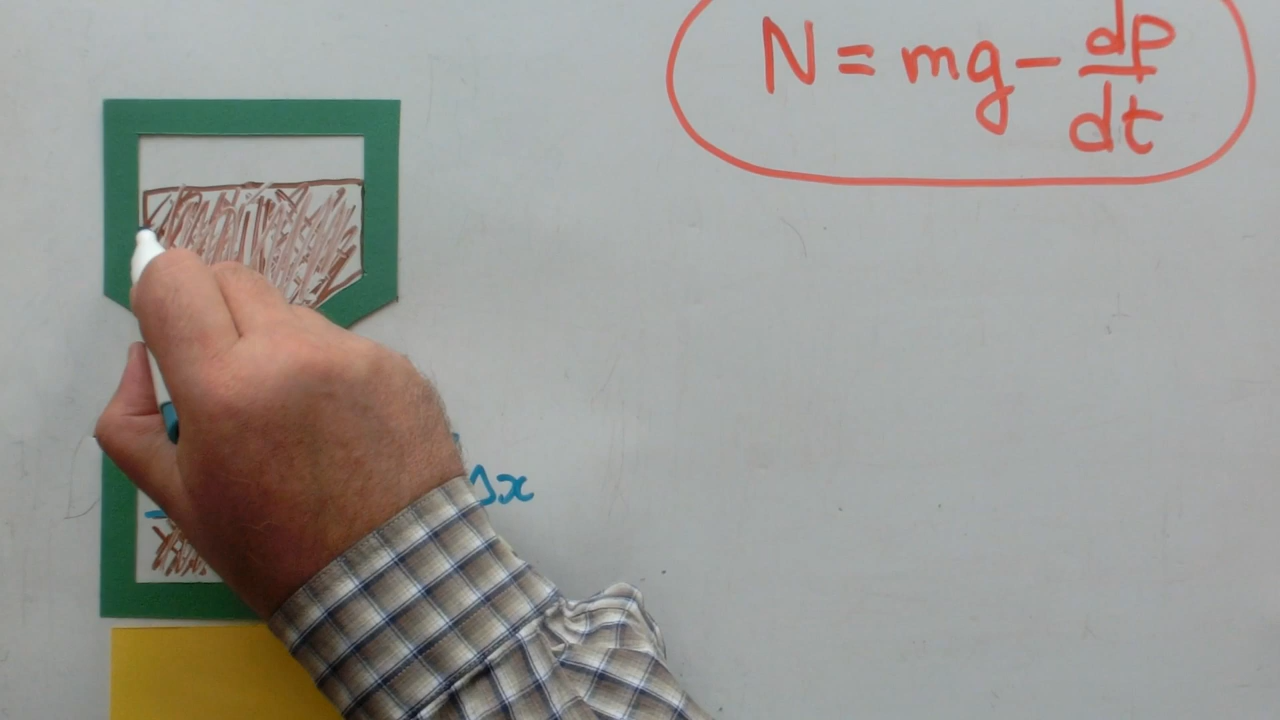 N = mg - dp/dt
Δx